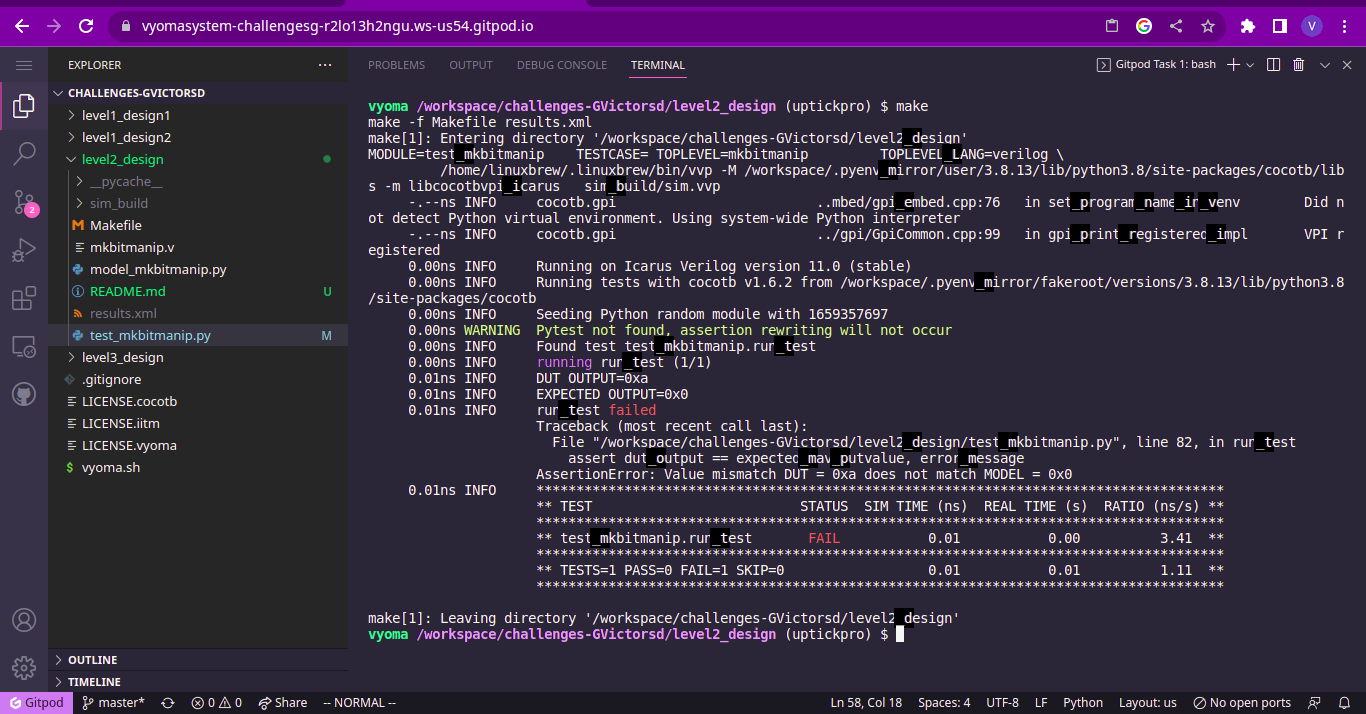 vyomasystem-challengesg-r2lo13h2ngu.ws-us54.gitpod.io
V
EXPLORER
CHALLENGES-GVICTORSD
level1_design1
level1_design2
level2_design
__pycache__
sim_build
Makefile
mkbitmanip.v
model_mkbitmanip.py
README.md U
results.xml
test_mkbitmanip.py M
level3_design
.gitignore
LICENSE.cocotb
LICENSE.iitm
LICENSE.vyoma
$ vyoma.sh
OUTLINE
TIMELINE
2
PROBLEMS OUTPUT DEBUG CONSOLE TERMINAL
Gitpod Task 1: bash
vyoma /workspace/challenges-GVictorsd/level2_design (uptickpro) $ make
make -f Makefile results.xml
make[1]: Entering directory '/workspace/challenges-GVictorsd/level2_design'
MODULE=test_mkbitmanip TESTCASE= TOPLEVEL=mkbitmanip TOPLEVEL_LANG=verilog \
/home/linuxbrew/.linuxbrew/bin/vvp -M /workspace/.pyenv_mirror/user/3.8.13/lib/python3.8/site-packages/cocotb/lib
s -m libcocotbvpi_icarus sim_build/sim.vvp
-.--ns INFO cocotb.gpi ..mbed/gpi_embed.cpp:76 in set_program_name_in_venv Did n
ot detect Python virtual environment. Using system-wide Python interpreter
-.--ns INFO cocotb.gpi ../gpi/GpiCommon.cpp:99 in gpi_print_registered_impl VPI r
egistered
0.00ns INFO Running on Icarus Verilog version 11.0 (stable)
0.00ns INFO Running tests with cocotb v1.6.2 from /workspace/.pyenv_mirror/fakeroot/versions/3.8.13/lib/python3.8
/site-packages/cocotb
0.00ns INFO Seeding Python random module with 1659357697
0.00ns WARNING Pytest not found, assertion rewriting will not occur
0.00ns INFO Found test test_mkbitmanip.run_test
0.00ns INFO running run_test (1/1)
0.01ns INFO DUT OUTPUT=0xa
0.01ns INFO EXPECTED OUTPUT=0x0
0.01ns INFO run_test failed
Traceback (most recent call last):
File "/workspace/challenges-GVictorsd/level2_design/test_mkbitmanip.py", line 82, in run_test
assert dut_output == expected_mav_putvalue, error_message
AssertionError: Value mismatch DUT = 0xa does not match MODEL = 0x0
0.01ns INFO **************************************************************************************
** TEST STATUS SIM TIME (ns) REAL TIME (s) RATIO (ns/s) **
**************************************************************************************
** test_mkbitmanip.run_test FAIL 0.01 0.00 3.41 **
**************************************************************************************
** TESTS=1 PASS=0 FAIL=1 SKIP=0 0.01 0.01 1.11 **
**************************************************************************************
make[1]: Leaving directory '/workspace/challenges-GVictorsd/level2_design'
vyoma /workspace/challenges-GVictorsd/level2_design (uptickpro) $
Gitpod master* 0 0 Share -- NORMAL -- Ln 58, Col 18 Spaces: 4 UTF-8 LF Python Layout: us No open ports